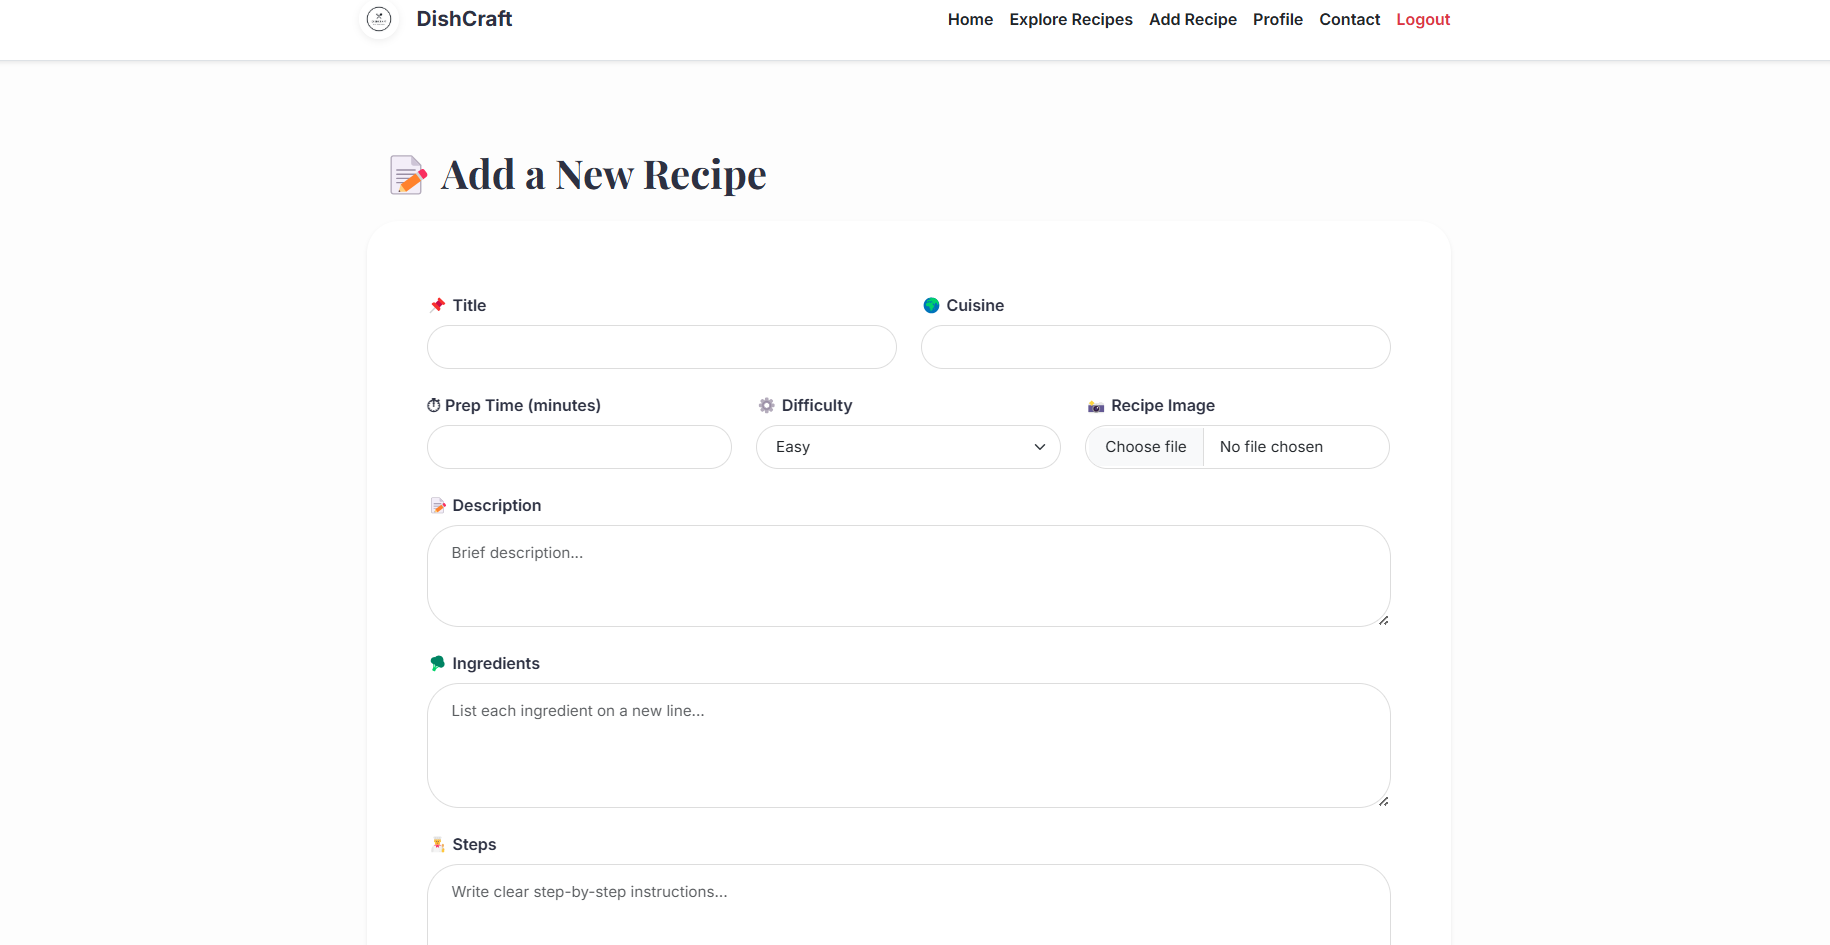 DishCraft
Home Explore Recipes Add Recipe Profile Contact Logout
Add a New Recipe
Title Cuisine
Prep Time (minutes) Difficulty Recipe Image
Easy Choose file No file chosen
Description
Brief description...
Ingredients
List each ingredient on a new line...
Steps
Write clear step-by-step instructions...